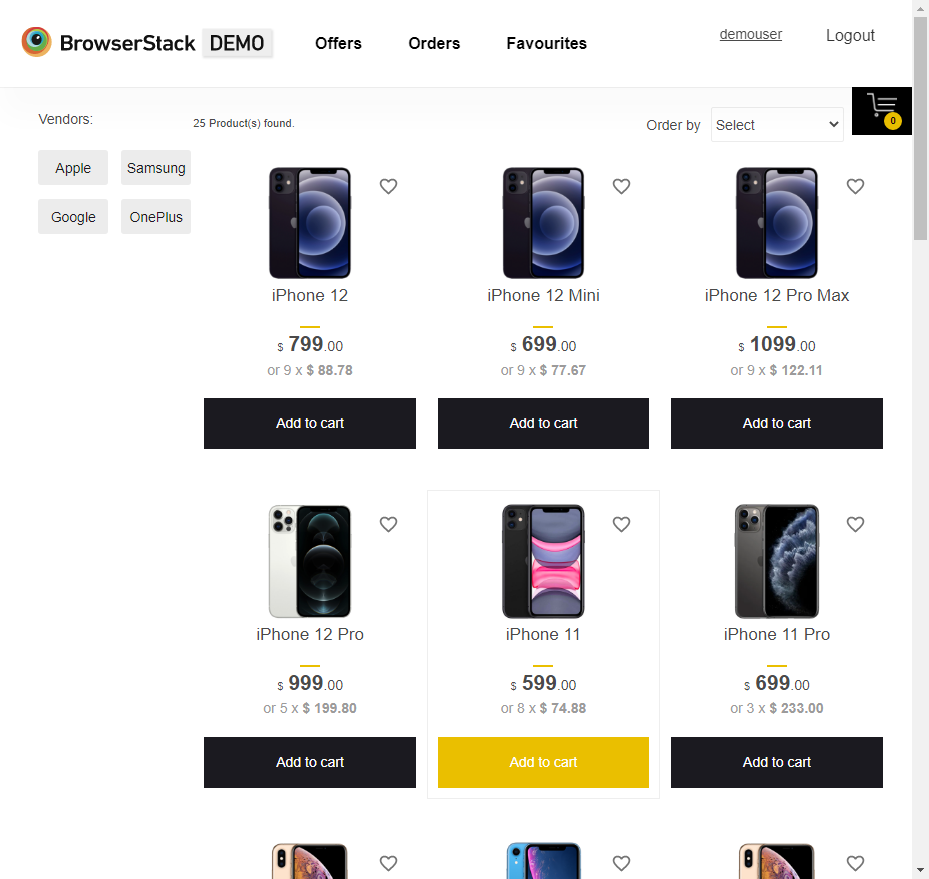 BrowserStack DEMO Offers Orders Favourites demouser Logout
0
Vendors:
25 Product(s) found.
Order by Select
Apple Samsung
Google OnePlus
iPhone 12
$ 799.00
or 9 x $ 88.78
Add to cart
iPhone 12 Mini
$ 699.00
or 9 x $ 77.67
Add to cart
iPhone 12 Pro Max
$ 1099.00
or 9 x $ 122.11
Add to cart
iPhone 12 Pro
$ 999.00
or 5 x $ 199.80
Add to cart
iPhone 11
$ 599.00
or 8 x $ 74.88
Add to cart
iPhone 11 Pro
$ 699.00
or 3 x $ 233.00
Add to cart